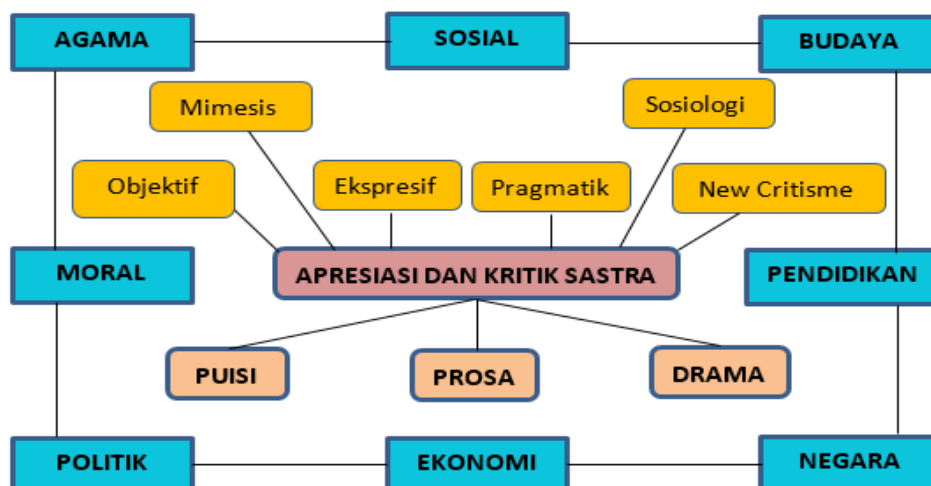 AGAMA
SOSIAL
BUDAYA
Mimesis
Sosiologi
Objektif
Ekspresif
Pragmatik
New Critisme
MORAL
APRESIASI DAN KRITIK SASTRA
PENDIDIKAN
PUISI
PROSA
DRAMA
POLITIK
EKONOMI
NEGARA